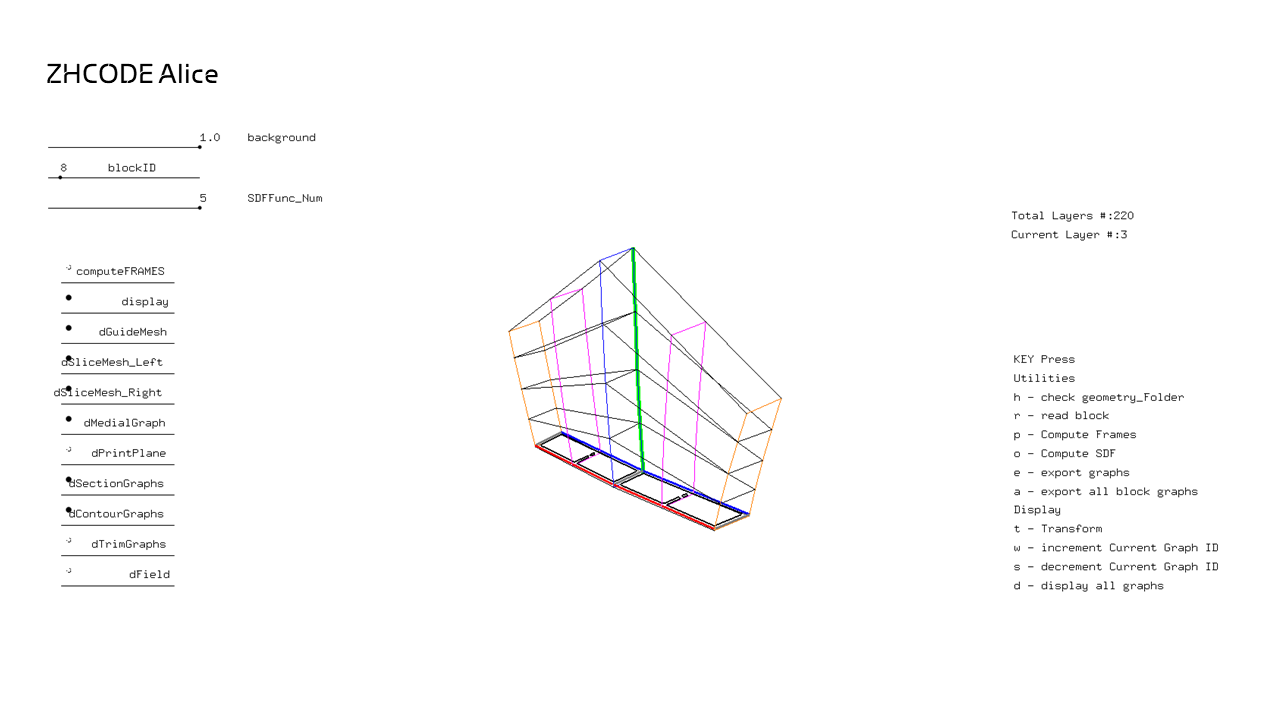 ZHCODE Alice
1.0 background
8 blockID
5 SDFFunc_Num
computeFRAMES
display
dGuideMesh
dSliceMesh_Left
dSliceMesh_Right
dMedialGraph
dPrintPlane
dSectionGraphs
dContourGraphs
dTrimGraphs
dField
Total Layers #:220
Current Layer #:3
KEY Press
Utilities
h - check geometry_Folder
r - read block
p - Compute Frames
o - Compute SDF
e - export graphs
a - export all block graphs
Display
t - Transform
w - increment Current Graph ID
s - decrement Current Graph ID
d - display all graphs